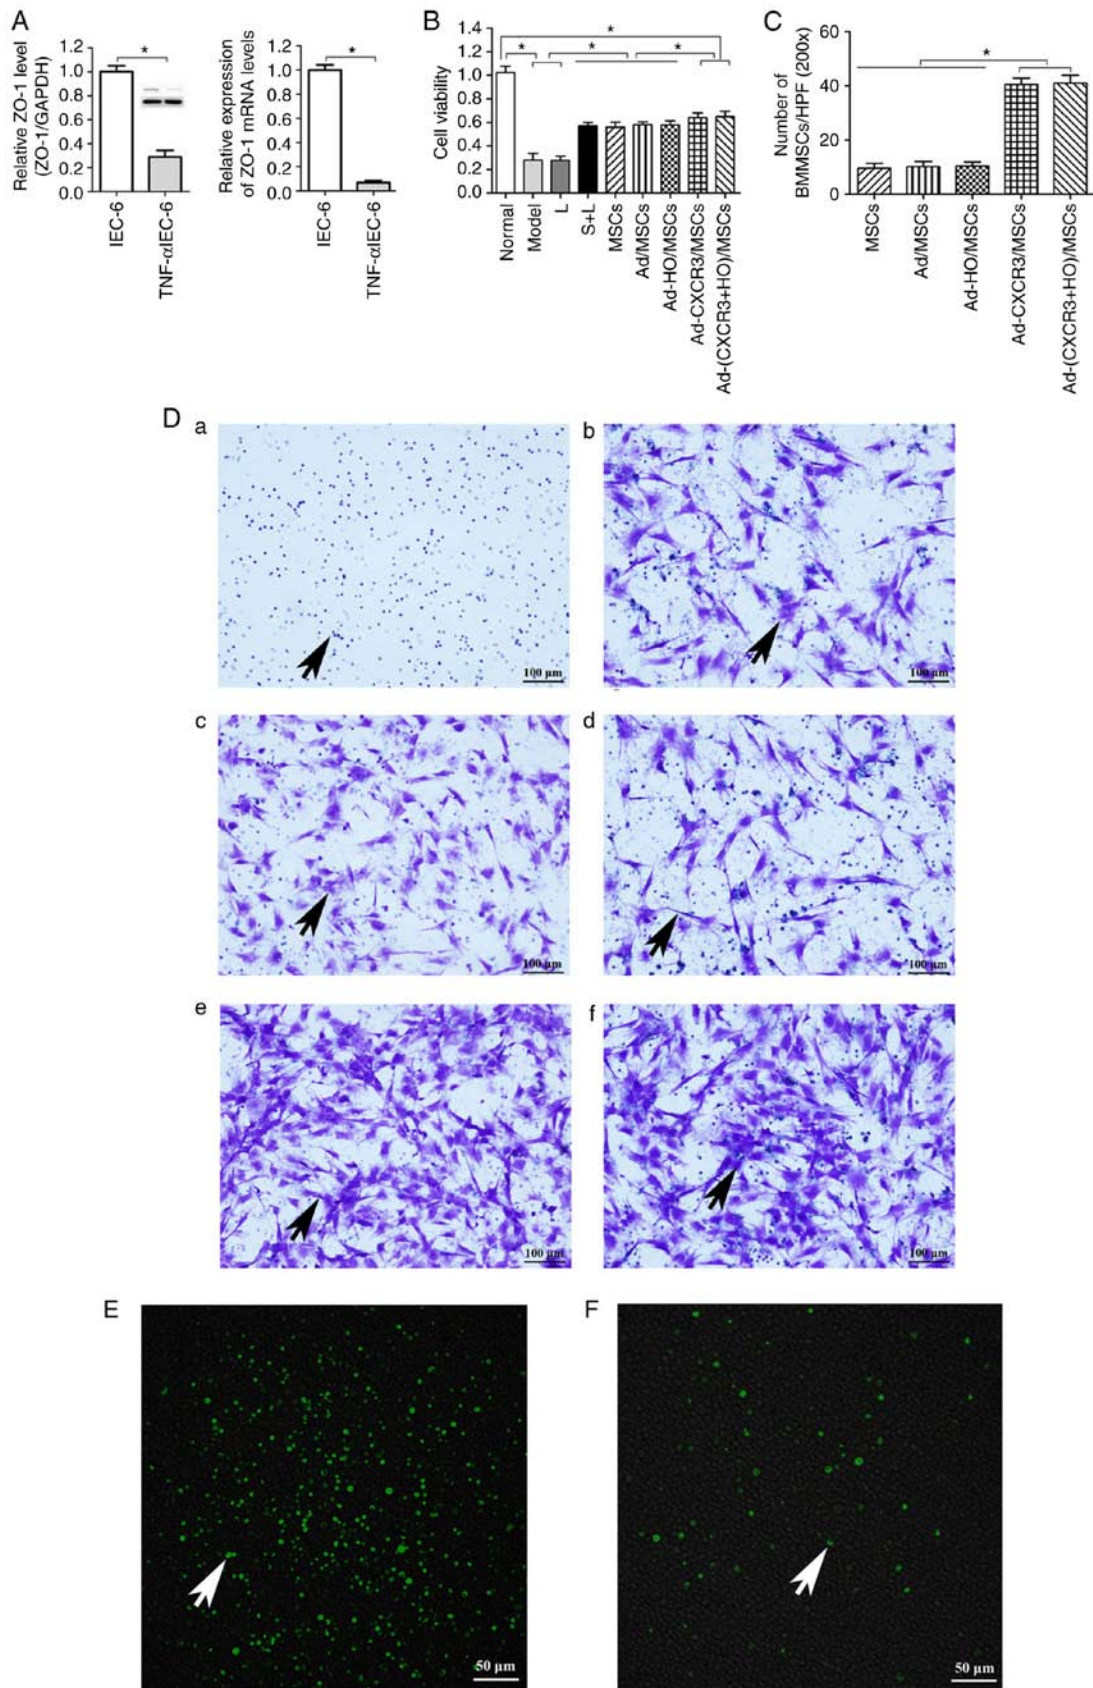 A
Relative ZO-1 level
(ZO-1/GAPDH)
1.2
1.0
0.8
0.6
0.4
0.2
0.0
*
IEC-6
TNF-αIEC-6
Relative expression
of ZO-1 mRNA levels
1.2
1.0
0.8
0.6
0.4
0.2
0.0
*
IEC-6
TNF-αIEC-6
B
Cell viability
1.4
1.2
1.0
0.8
0.6
0.4
0.2
0.0
*
* * *
Normal
Model
L
S+L
MSCs
Ad/MSCs
Ad-HO/MSCs
Ad-CXCR3/MSCs
Ad-(CXCR3+HO)/MSCs
C
Number of
BMMSCs/HPF (200x)
60
40
20
0
*
MSCs
Ad/MSCs
Ad-HO/MSCs
Ad-CXCR3/MSCs
Ad-(CXCR3+HO)/MSCs
D
a
100 µm
b
100 µm
c
100 µm
d
100 µm
e
100 µm
f
100 µm
E
50 µm
F
50 µm